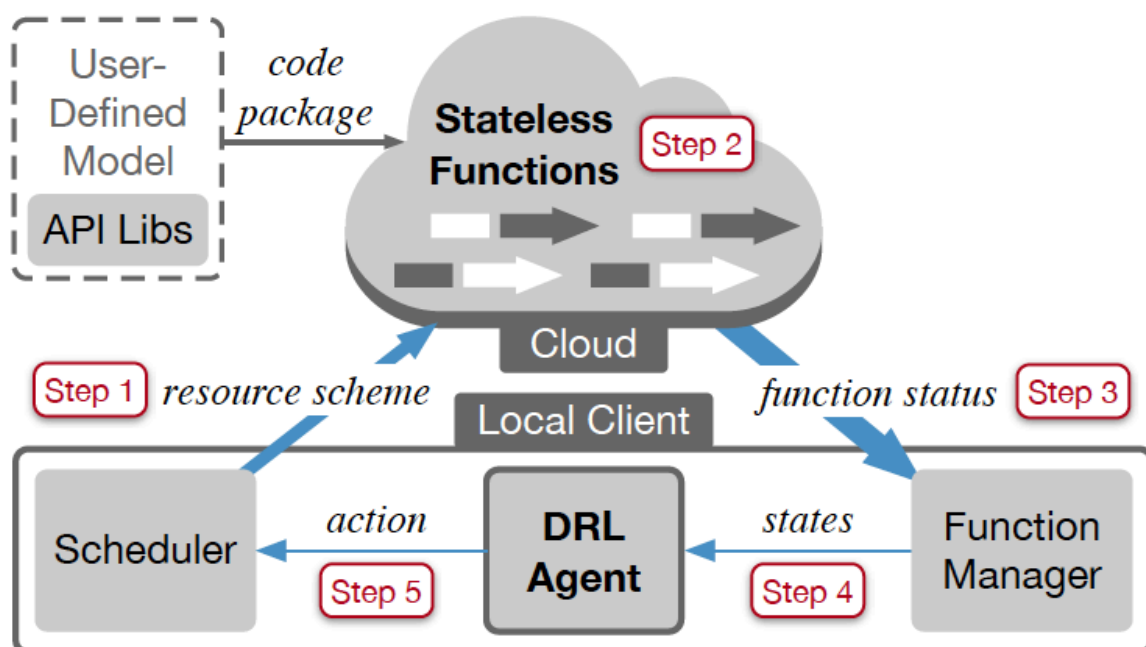 User-
Defined
Model
API Libs
code
package
Stateless
Functions
Step 2
Cloud
Step 1
resource scheme
function status
Step 3
Local Client
Scheduler
action
Step 5
DRL
Agent
states
Step 4
Function
Manager